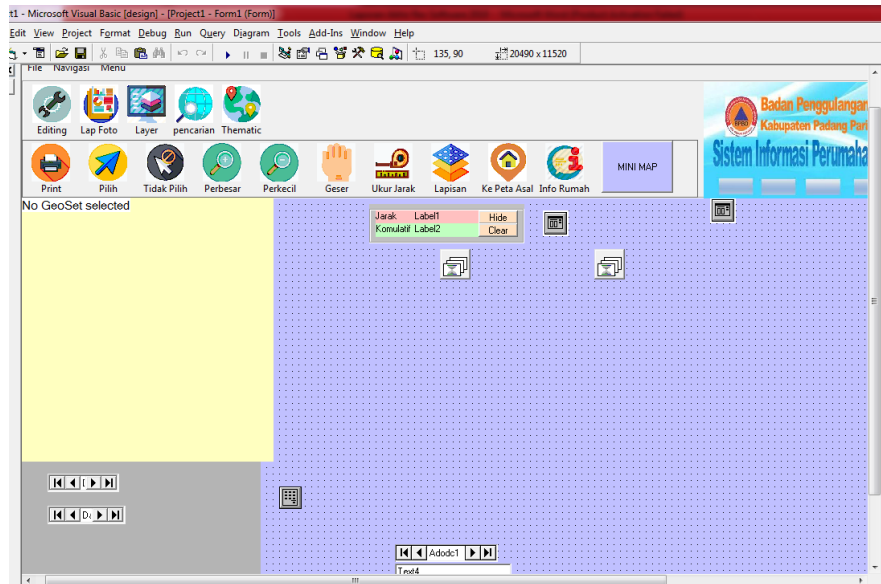 t1 - Microsoft Visual Basic [design] - [Project1 - Form1 (Form)]
Edit View Project Format Debug Run Query Diagram Tools Add-Ins Window Help
135, 90 20490 x 11520
File Navigasi Menu
Editing Lap Foto Layer pencarian Thematic
Badan Penggulangan
Kabupaten Padang Pari
BPBD
Sistem Informasi Perumaha
Print Pilih Tidak Pilih Perbesar Perkecil Geser Ukur Jarak Lapisan Ke Peta Asal Info Rumah MINI MAP
No GeoSet selected
Jarak Label1 Hide
Komulatif Label2 Clear
Adodc1
Text4